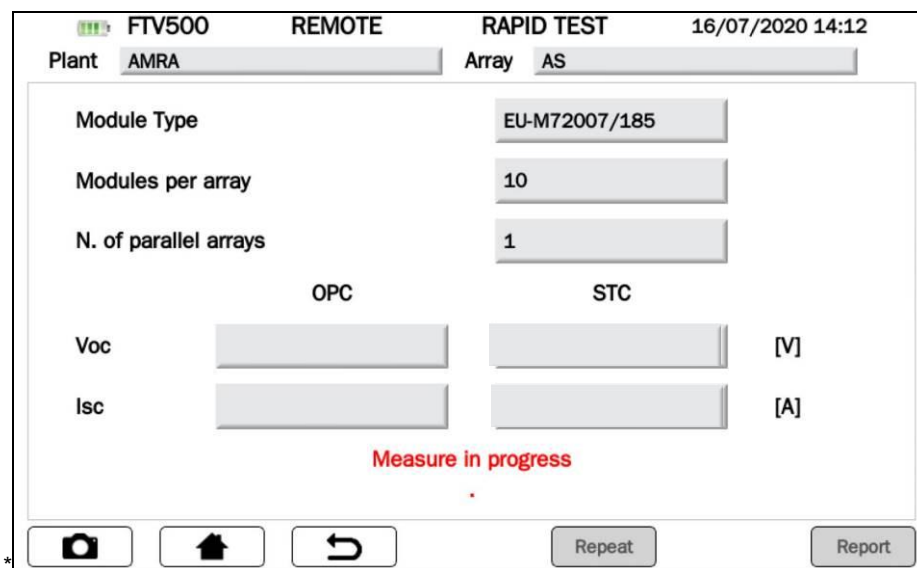 FTV500 REMOTE RAPID TEST 16/07/2020 14:12
Plant AMRA Array AS
Module Type EU-M72007/185
Modules per array 10
N. of parallel arrays 1
OPC STC
Voc [V]
Isc [A]
Measure in progress
.
* Repeat Report